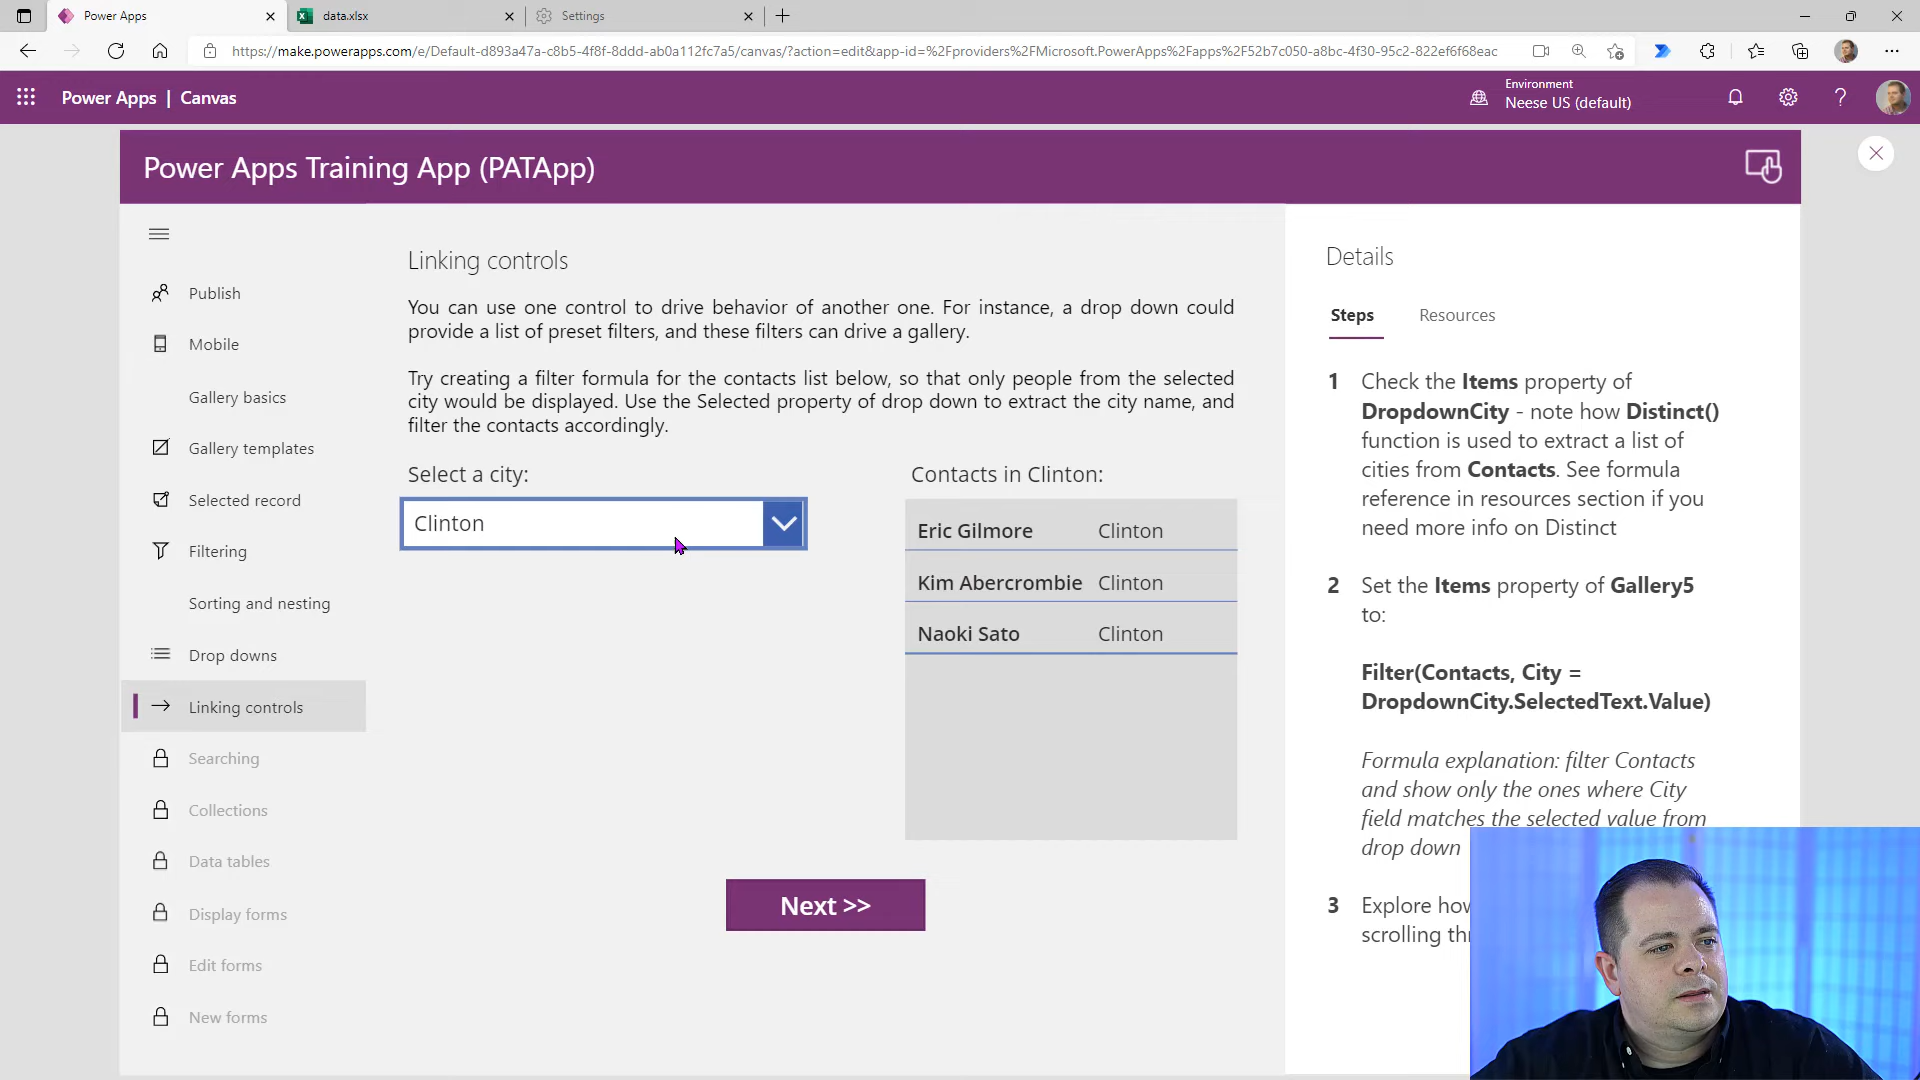 Power Apps
data.xlsx
Settings
https://make.powerapps.com/e/Default-d893a47a-c8b5-4f8f-8ddd-ab0a112fc7a5/canvas/?action=edit&app-id=%2Fproviders%2FMicrosoft.PowerApps%2Fapps%2F52b7c050-a8bc-4f30-95c2-822ef6f68eac
Power Apps | Canvas
Environment
Neese US (default)
Power Apps Training App (PATApp)
Publish
Mobile
Gallery basics
Gallery templates
Selected record
Filtering
Sorting and nesting
Drop downs
Linking controls
Searching
Collections
Data tables
Display forms
Edit forms
New forms
Linking controls
You can use one control to drive behavior of another one. For instance, a drop down could
provide a list of preset filters, and these filters can drive a gallery.
Try creating a filter formula for the contacts list below, so that only people from the selected
city would be displayed. Use the Selected property of drop down to extract the city name, and
filter the contacts accordingly.
Select a city:
Clinton
Contacts in Clinton:
Eric Gilmore Clinton
Kim Abercrombie Clinton
Naoki Sato Clinton
Next >>
Details
Steps Resources
1 Check the Items property of
DropdownCity - note how Distinct()
function is used to extract a list of
cities from Contacts. See formula
reference in resources section if you
need more info on Distinct
2 Set the Items property of Gallery5
to:
Filter(Contacts, City =
DropdownCity.SelectedText.Value)
Formula explanation: filter Contacts
and show only the ones where City
field matches the selected value from
drop down
3 Explore how
scrolling